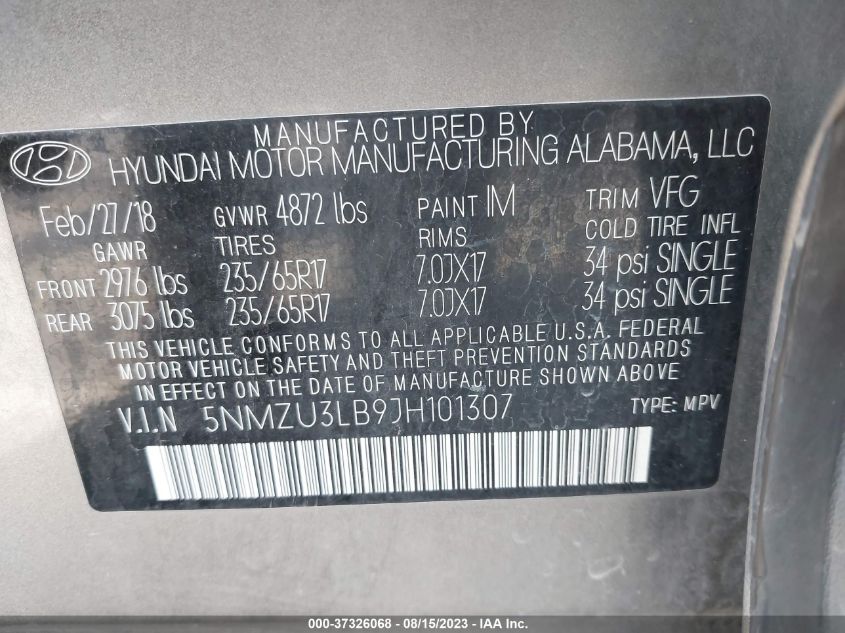 MANUFACTURED BY
HYUNDAI MOTOR MANUFACTURING ALABAMA, LLC
Feb/27/18 GVWR 4872 lbs PAINT IM TRIM VFG
GAWR TIRES RIMS COLD TIRE INFL
FRONT 2976 lbs 235/65R17 7.0JX17 34 psi SINGLE
REAR 3075 lbs 235/65R17 7.0JX17 34 psi SINGLE
THIS VEHICLE CONFORMS TO ALL APPLICABLE U.S.A. FEDERAL
MOTOR VEHICLE SAFETY AND THEFT PREVENTION STANDARDS
IN EFFECT ON THE DATE OF MANUFACTURE SHOWN ABOVE.
V.I.N 5NMZU3LB9JH101307 TYPE: MPV
000-37326068 - 08/15/2023 - IAA Inc.